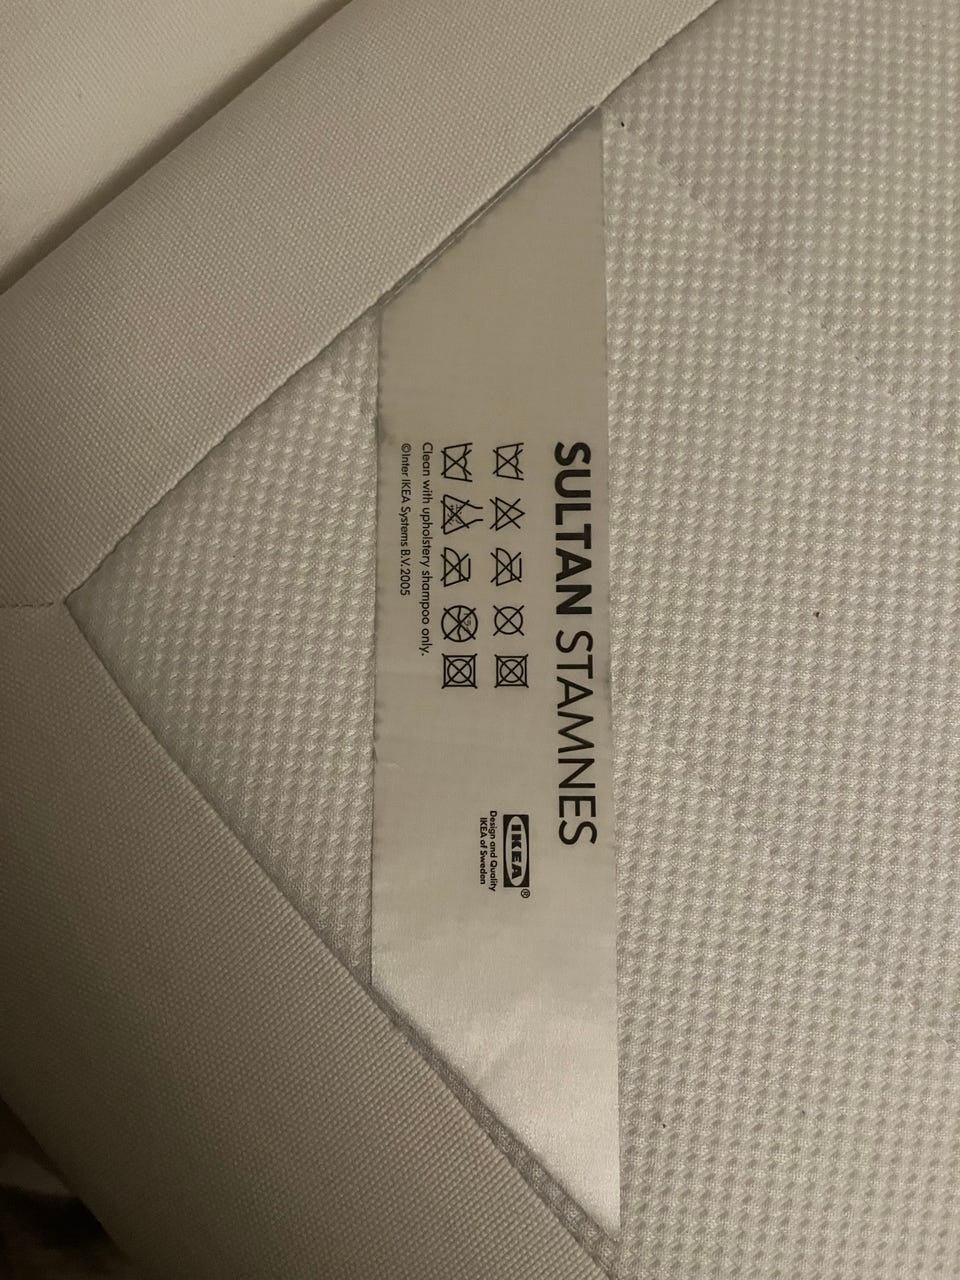 SULTAN STAMNES
Clean with upholstery shampoo only.
©Inter IKEA Systems B.V. 2005
IKEA®
Design and Quality
IKEA of Sweden